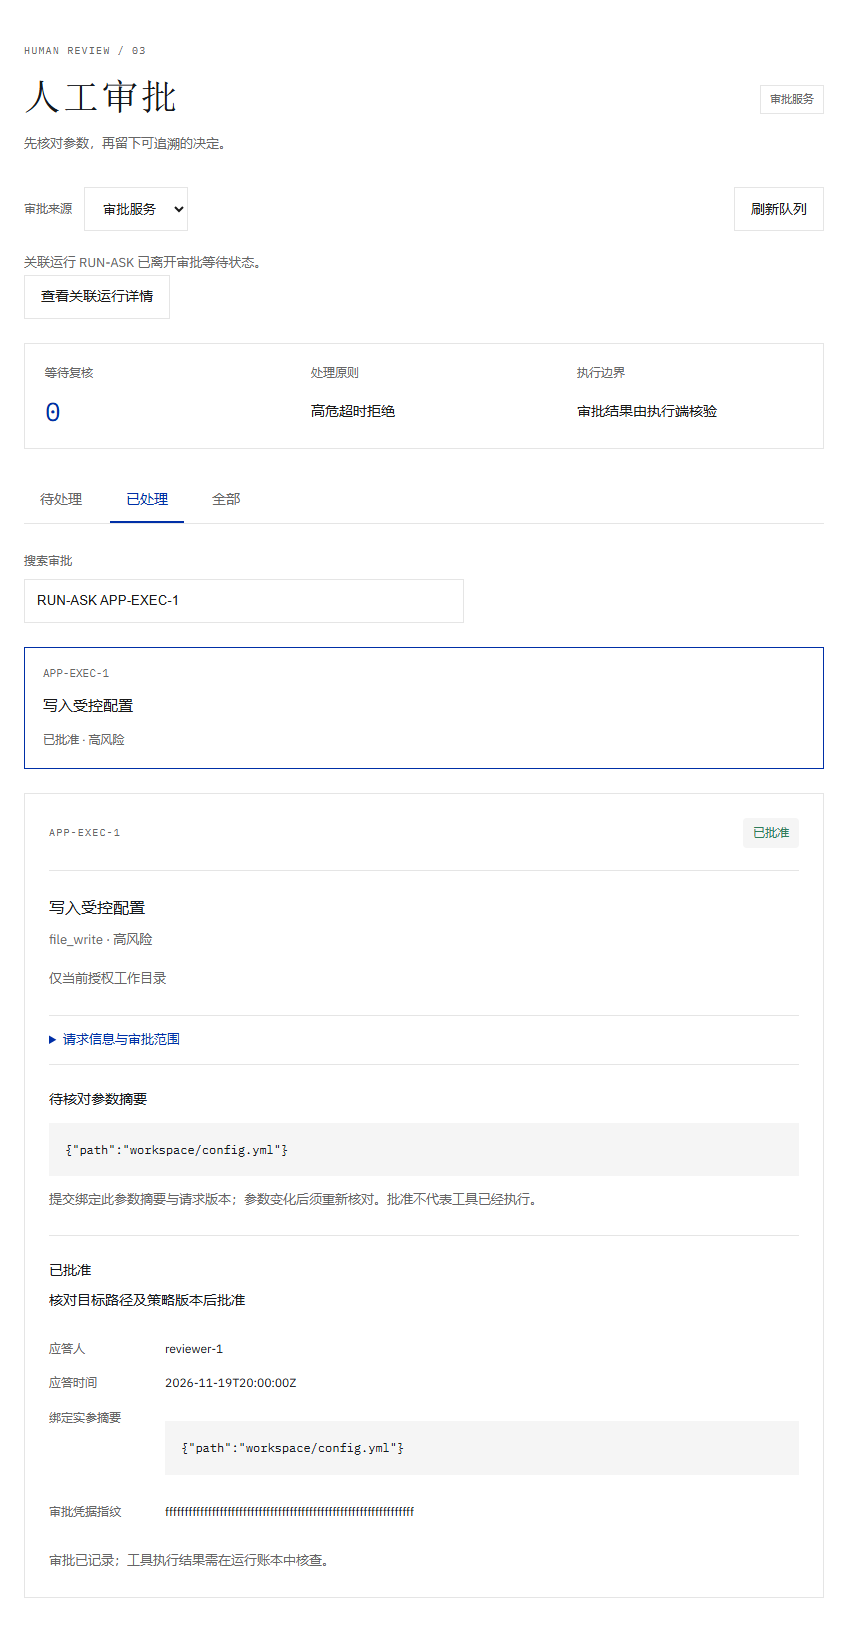 HUMAN REVIEW / 03
人工审批
审批服务
先核对参数，再留下可追溯的决定。
审批来源
审批服务
刷新队列
关联运行 RUN-ASK 已离开审批等待状态。
查看关联运行详情
等待复核
处理原则
执行边界
0
高危超时拒绝
审批结果由执行端核验
待处理
已处理
全部
搜索审批
RUN-ASK APP-EXEC-1
APP-EXEC-1
写入受控配置
已批准 · 高风险
APP-EXEC-1
已批准
写入受控配置
file_write · 高风险
仅当前授权工作目录
请求信息与审批范围
待核对参数摘要
{"path":"workspace/config.yml"}
提交绑定此参数摘要与请求版本；参数变化后须重新核对。批准不代表工具已经执行。
已批准
核对目标路径及策略版本后批准
应答人
reviewer-1
应答时间
2026-11-19T20:00:00Z
绑定实参摘要
{"path":"workspace/config.yml"}
审批凭据指纹
ffffffffffffffffffffffffffffffffffffffffffffffffffffffffffffffff
审批已记录；工具执行结果需在运行账本中核查。